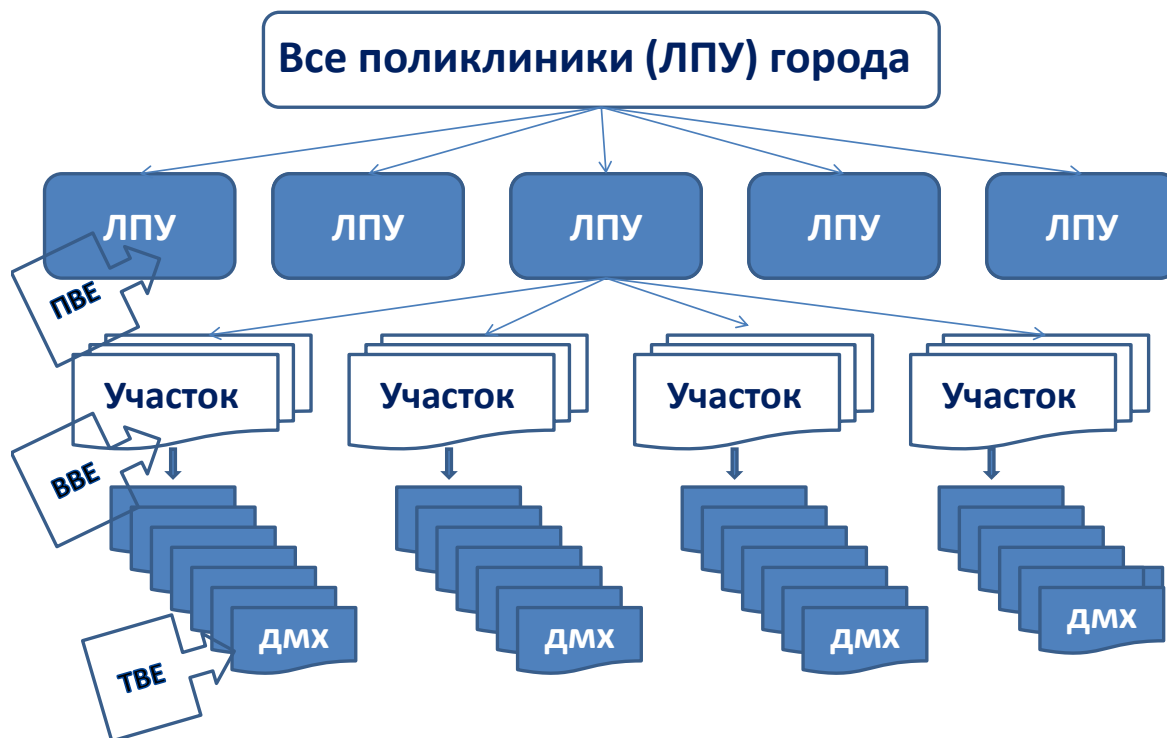 Все поликлиники (ЛПУ) города
ЛПУ
ЛПУ
ЛПУ
ЛПУ
ЛПУ
ПВЕ
Участок
Участок
Участок
Участок
ВВЕ
дмх
дмх
дмх
дмх
ТВЕ